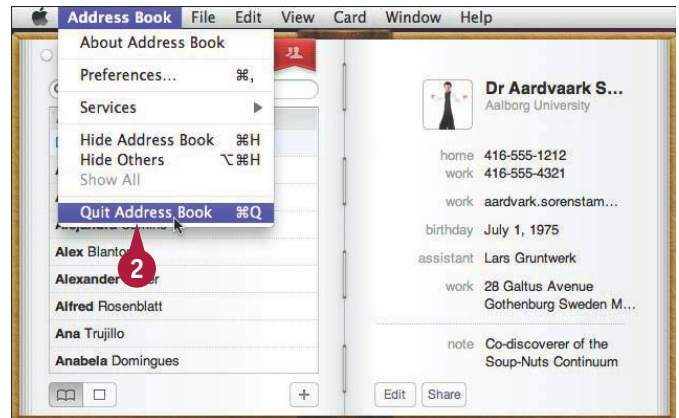 Address Book File Edit View Card Window Help
About Address Book
Preferences... ⌘,
Services ▶
Hide Address Book ⌘H
Hide Others ⌥⌘H
Show All
Quit Address Book ⌘Q
2
Alex
Alexander
Alfred Rosenblatt
Ana Trujillo
Anabela Domingues
+
Dr Aardvaark S...
Aalborg University
home 416-555-1212
work 416-555-4321
work aardvark.sorenstam...
birthday July 1, 1975
assistant Lars Gruntwerk
work 28 Galtus Avenue
Gothenburg Sweden M...
note Co-discoverer of the
Soup-Nuts Continuum
Edit Share